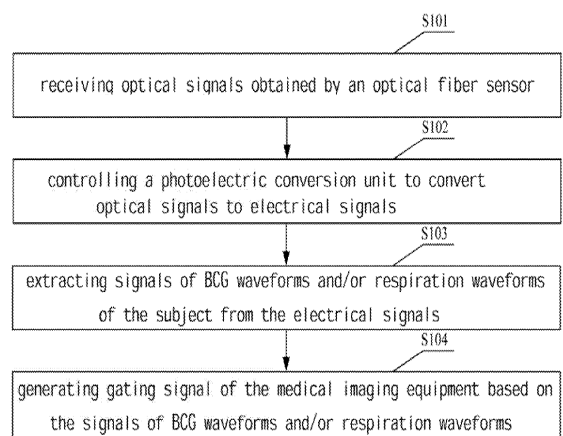 S101
receiving optical signals obtained by an optical fiber sensor
S102
controlling a photoelectric conversion unit to convert
optical signals to electrical signals
S103
extracting signals of BCG waveforms and/or respiration waveforms
of the subject from the electrical signals
S104
generating gating signal of the medical imaging equipment based on
the signals of BCG waveforms and/or respiration waveforms